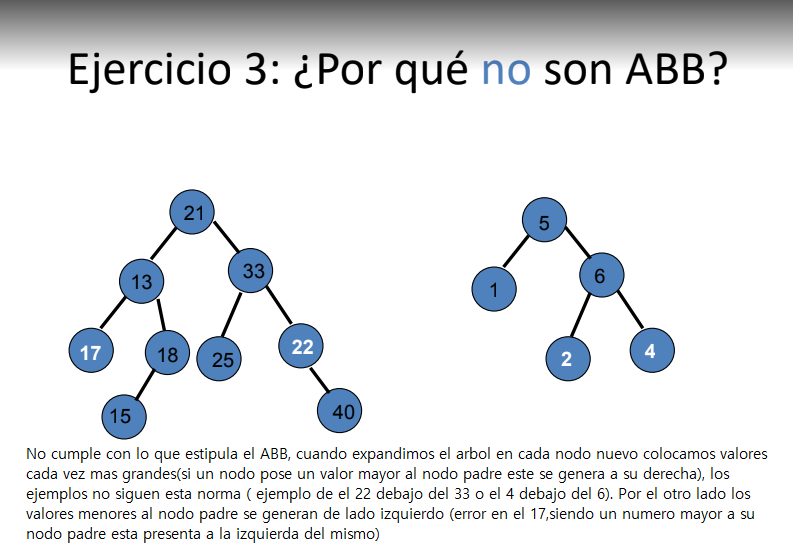 Ejercicio 3: ¿Por qué no son ABB?
21
5
13
33
1
6
17
18
25
22
2
4
15
40
No cumple con lo que estipula el ABB, cuando expandimos el arbol en cada nodo nuevo colocamos valores
cada vez mas grandes(si un nodo pose un valor mayor al nodo padre este se genera a su derecha), los
ejemplos no siguen esta norma ( ejemplo de el 22 debajo del 33 o el 4 debajo del 6). Por el otro lado los
valores menores al nodo padre se generan de lado izquierdo (error en el 17,siendo un numero mayor a su
nodo padre esta presenta a la izquierda del mismo)